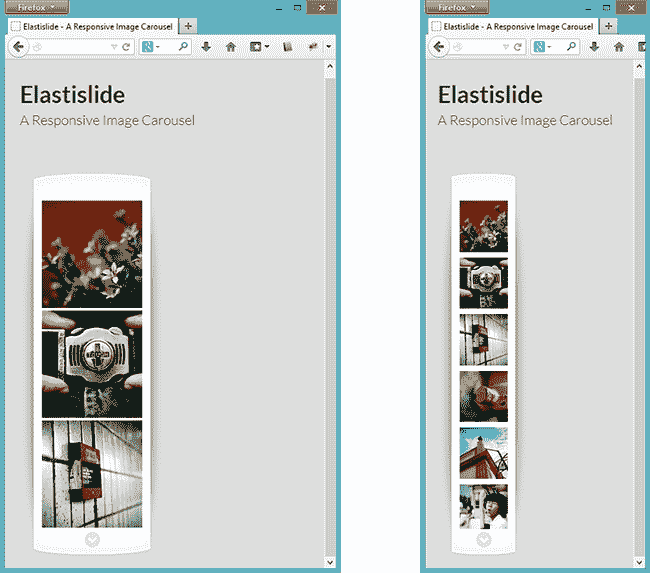 Firefox
Elastislide - A Responsive Image Carousel
Elastislide
A Responsive Image Carousel
Firefox
Elastislide - A Responsive Image Carousel
Elastislide
A Responsive Image Carousel